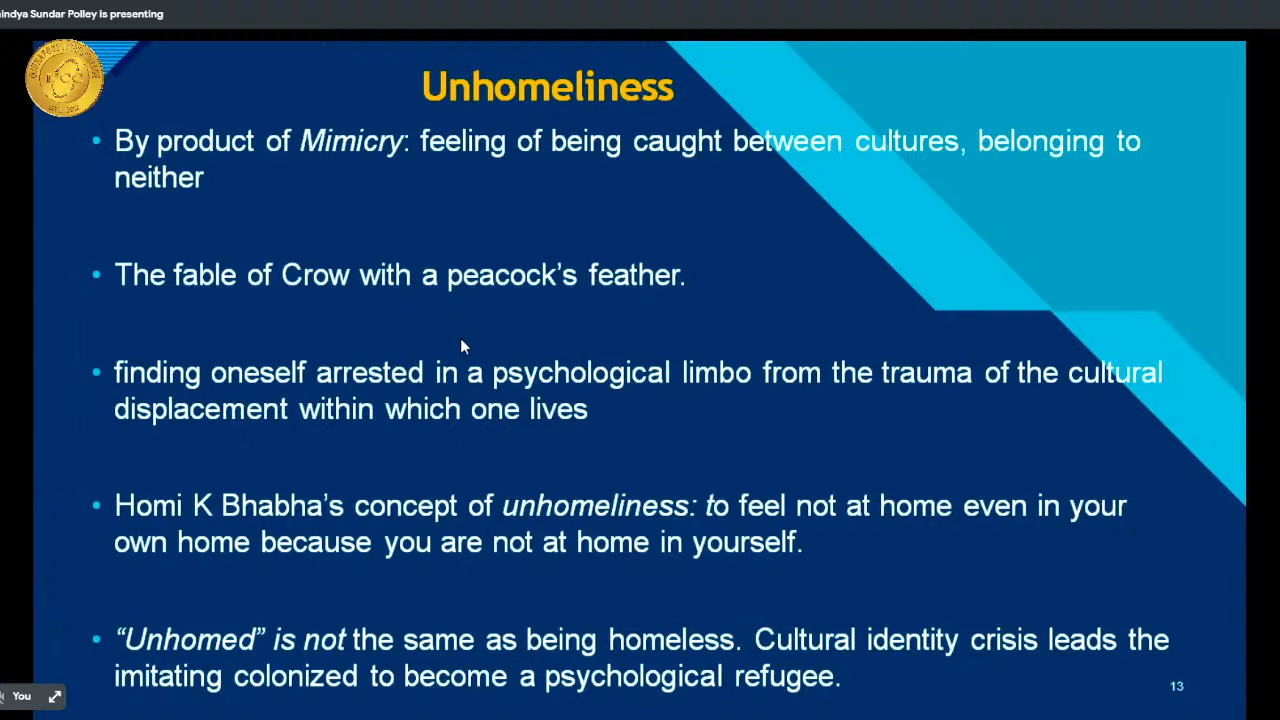 indya Sundar Polley is presenting
Unhomeliness
• By product of Mimicry: feeling of being caught between cultures, belonging to
neither
• The fable of Crow with a peacock’s feather.
• finding oneself arrested in a psychological limbo from the trauma of the cultural
displacement within which one lives
• Homi K Bhabha’s concept of unhomeliness: to feel not at home even in your
own home because you are not at home in yourself.
• “Unhomed” is not the same as being homeless. Cultural identity crisis leads the
imitating colonized to become a psychological refugee.
You
13